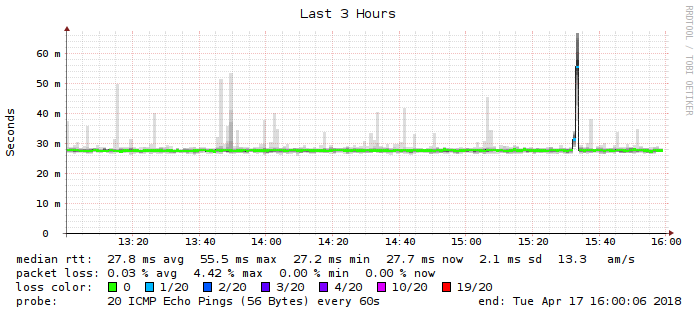 Last 3 Hours
RRDTOOL / TOBI OETIKER
Seconds
60 m
50 m
40 m
30 m
20 m
10 m
0
13:20 13:40 14:00 14:20 14:40 15:00 15:20 15:40 16:00
median rtt: 27.8 ms avg 55.5 ms max 27.2 ms min 27.7 ms now 2.1 ms sd 13.3 am/s
packet loss: 0.03 % avg 4.42 % max 0.00 % min 0.00 % now
loss color: 0 1/20 2/20 3/20 4/20 10/20 19/20
probe: 20 ICMP Echo Pings (56 Bytes) every 60s end: Tue Apr 17 16:00:06 2018